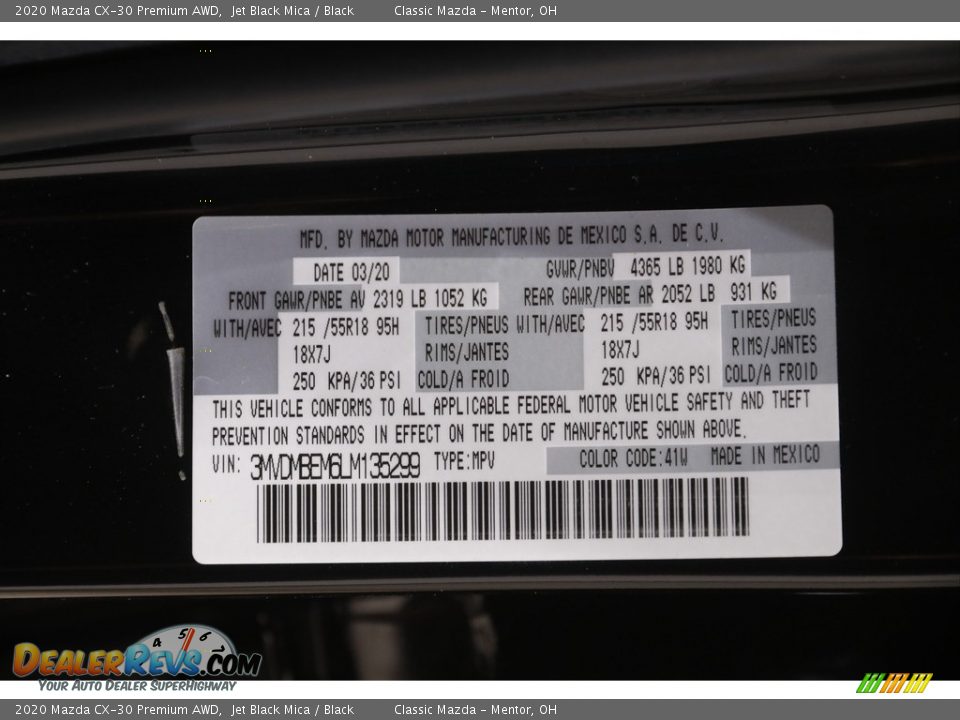 2020 Mazda CX-30 Premium AWD,  Jet Black Mica / Black          Classic Mazda - Mentor, OH
MFD. BY MAZDA MOTOR MANUFACTURING DE MEXICO S.A. DE C.V.
DATE 03/20 GVWR/PNBV 4365 LB 1980 KG
FRONT GAWR/PNBE AV 2319 LB 1052 KG REAR GAWR/PNBE AR 2052 LB 931 KG
WITH/AVEC 215 /55R18 95H TIRES/PNEUS WITH/AVEC 215 /55R18 95H TIRES/PNEUS
18X7J RIMS/JANTES 18X7J RIMS/JANTES
250 KPA/36 PSI COLD/A FROID 250 KPA/36 PSI COLD/A FROID
THIS VEHICLE CONFORMS TO ALL APPLICABLE FEDERAL MOTOR VEHICLE SAFETY AND THEFT
PREVENTION STANDARDS IN EFFECT ON THE DATE OF MANUFACTURE SHOWN ABOVE.
VIN: 3MVDMBEM6LM135299 TYPE:MPV COLOR CODE:41W MADE IN MEXICO
4 5 6
DEALERREVS.COM
YOUR AUTO DEALER SUPERHIGHWAY
2020 Mazda CX-30 Premium AWD,  Jet Black Mica / Black          Classic Mazda - Mentor, OH